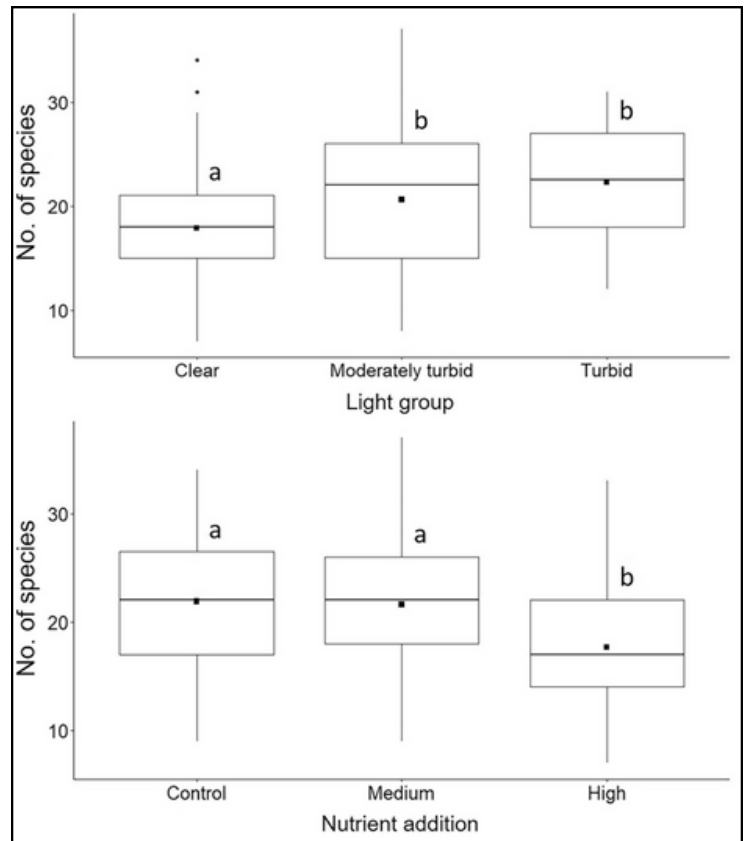 No. of species
30
20
10
a
b
b
Clear
Moderately turbid
Turbid
Light group
No. of species
30
20
10
a
a
b
Control
Medium
High
Nutrient addition